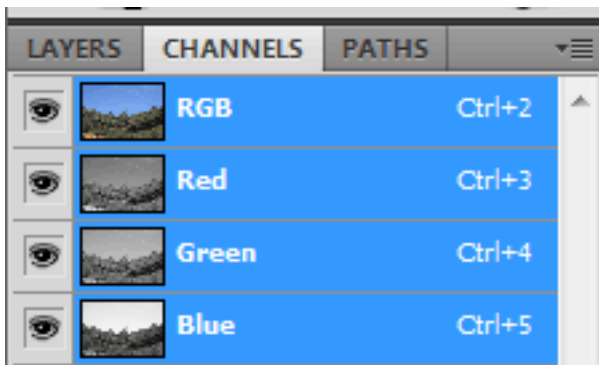 LAYERS CHANNELS PATHS
RGB Ctrl+2
Red Ctrl+3
Green Ctrl+4
Blue Ctrl+5